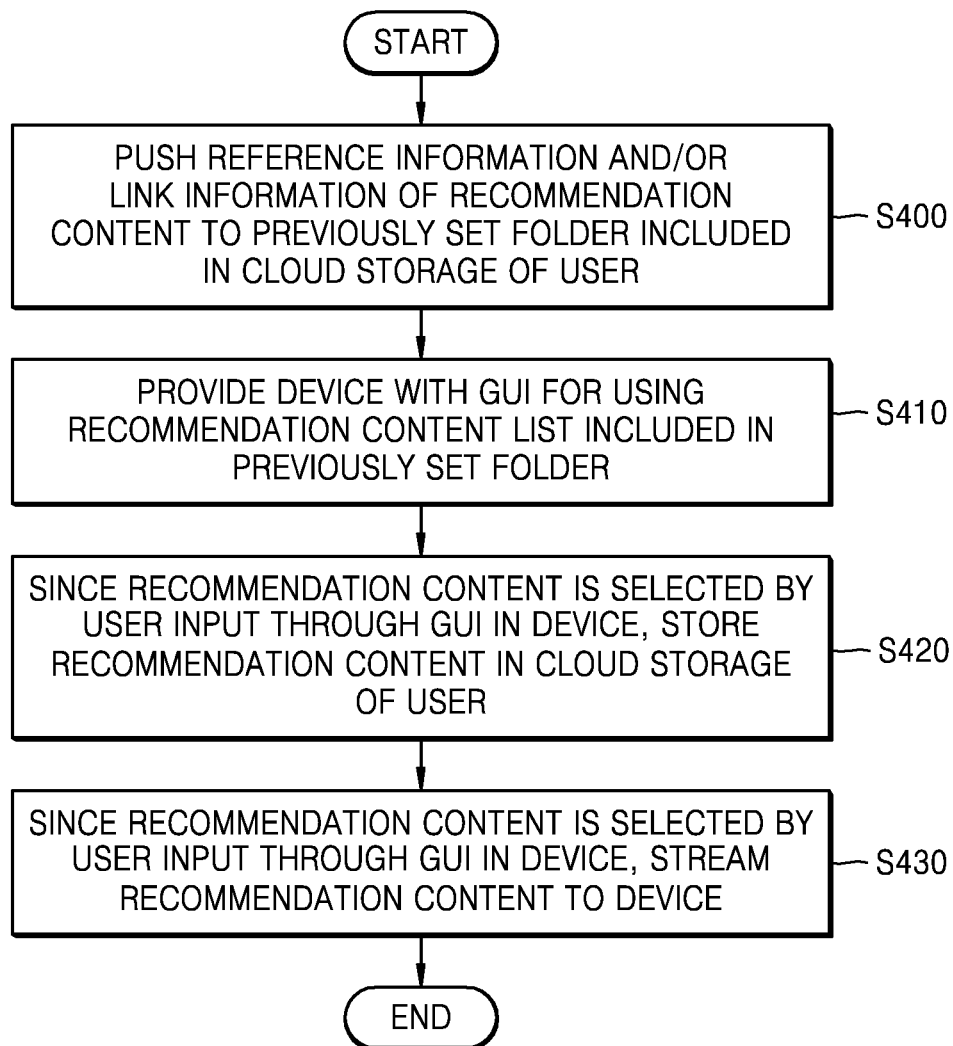 START
PUSH REFERENCE INFORMATION AND/OR
LINK INFORMATION OF RECOMMENDATION
CONTENT TO PREVIOUSLY SET FOLDER INCLUDED
IN CLOUD STORAGE OF USER
S400
PROVIDE DEVICE WITH GUI FOR USING
RECOMMENDATION CONTENT LIST INCLUDED IN
PREVIOUSLY SET FOLDER
S410
SINCE RECOMMENDATION CONTENT IS SELECTED BY
USER INPUT THROUGH GUI IN DEVICE, STORE
RECOMMENDATION CONTENT IN CLOUD STORAGE
OF USER
S420
SINCE RECOMMENDATION CONTENT IS SELECTED BY
USER INPUT THROUGH GUI IN DEVICE, STREAM
RECOMMENDATION CONTENT TO DEVICE
S430
END